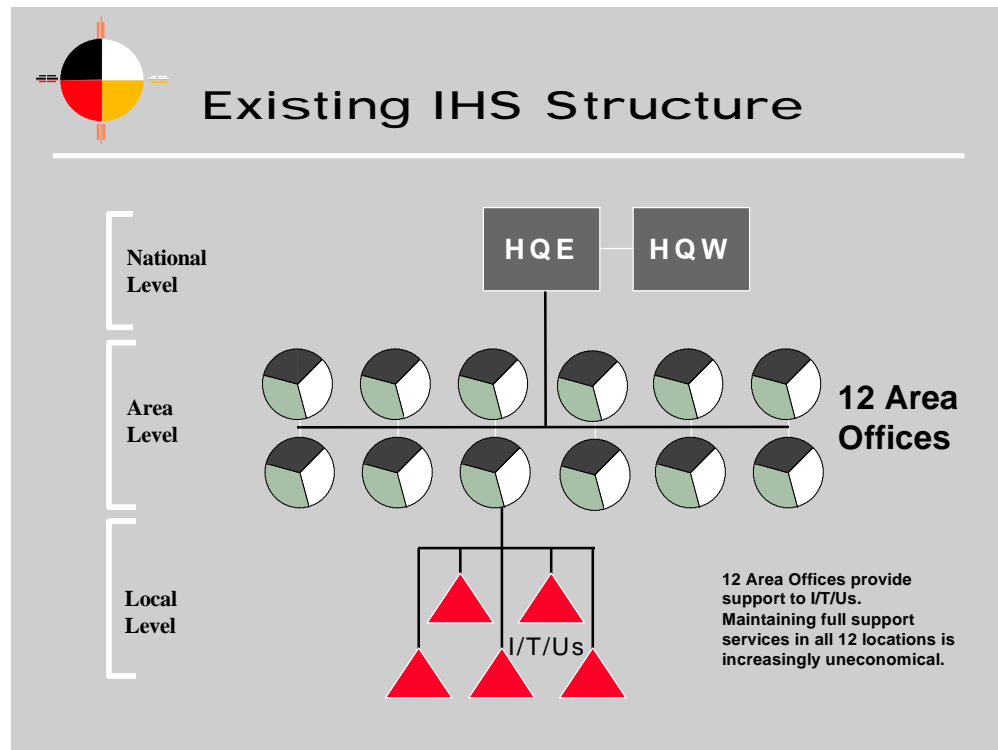 Existing IHS Structure
National
Level
HQE
HQW
Area
Level
12 Area
Offices
Local
Level
I/T/Us
12 Area Offices provide
support to I/T/Us.
Maintaining full support
services in all 12 locations is
increasingly uneconomical.